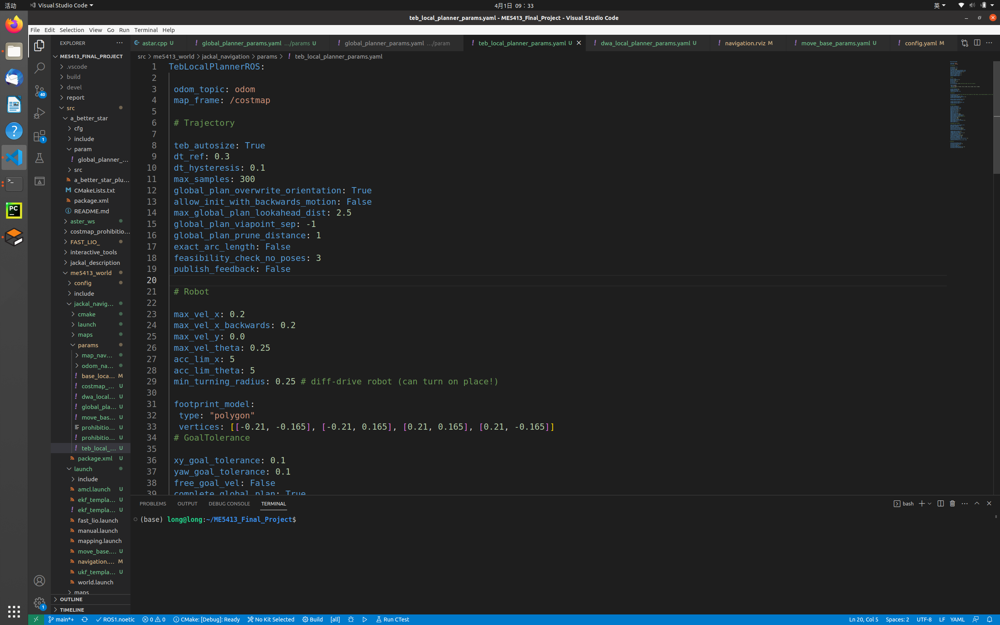 活动
Visual Studio Code
4月1日 09：33
英
teb_local_planner_params.yaml - ME5413_Final_Project - Visual Studio Code
File Edit Selection View Go Run Terminal Help
EXPLORER ···
astar.cpp U
global_planner_params.yaml .../params U
global_planner_params.yaml .../param
teb_local_planner_params.yaml U
dwa_local_planner_params.yaml U
navigation.rviz M
move_base_params.yaml U
config.yaml M
src > me5413_world > jackal_navigation > params > ! teb_local_planner_params.yaml
ME5413_FINAL_PROJECT
.vscode
build
devel
report
src
a_better_star
cfg
include
param
global_planner_...
src
a_better_star_plu...
CMakeLists.txt
package.xml
README.md
aster_ws
costmap_prohibitio...
FAST_LIO_
interactive_tools
jackal_description
me5413_world
config
include
jackal_navig...
cmake
launch
maps
params
map_nav...
odom_na...
base_loca... M
costmap_... U
dwa_local... U
global_pla... U
move_bas... U
prohibitio... U
prohibitio... U
teb_local_... U
package.xml U
launch
include
amcl.launch U
ekf_templa... U
ekf_templa... U
fast_lio.launch
manual.launch
mapping.launch
move_base.... U
navigation.... M
ukf_templa... U
world.launch
maps
OUTLINE
TIMELINE
40
1
1
PC
1 TebLocalPlannerROS:
2
3 odom_topic: odom
4 map_frame: /costmap
5
6 # Trajectory
7
8 teb_autosize: True
9 dt_ref: 0.3
10 dt_hysteresis: 0.1
11 max_samples: 300
12 global_plan_overwrite_orientation: True
13 allow_init_with_backwards_motion: False
14 max_global_plan_lookahead_dist: 2.5
15 global_plan_viapoint_sep: -1
16 global_plan_prune_distance: 1
17 exact_arc_length: False
18 feasibility_check_no_poses: 3
19 publish_feedback: False
20
21 # Robot
22
23 max_vel_x: 0.2
24 max_vel_x_backwards: 0.2
25 max_vel_y: 0.0
26 max_vel_theta: 0.25
27 acc_lim_x: 5
28 acc_lim_theta: 5
29 min_turning_radius: 0.25 # diff-drive robot (can turn on place!)
30
31 footprint_model:
32 type: "polygon"
33 vertices: [[-0.21, -0.165], [-0.21, 0.165], [0.21, 0.165], [0.21, -0.165]]
34 # GoalTolerance
35
36 xy_goal_tolerance: 0.1
37 yaw_goal_tolerance: 0.1
38 free_goal_vel: False
39 complete_global_plan: True
PROBLEMS OUTPUT DEBUG CONSOLE TERMINAL
bash
(base) long@long:~/ME5413_Final_Project$
main*+ ROS1.noetic 0 0 CMake: [Debug]: Ready No Kit Selected Build [all] Run CTest
Ln 20, Col 5 Spaces: 2 UTF-8 LF YAML